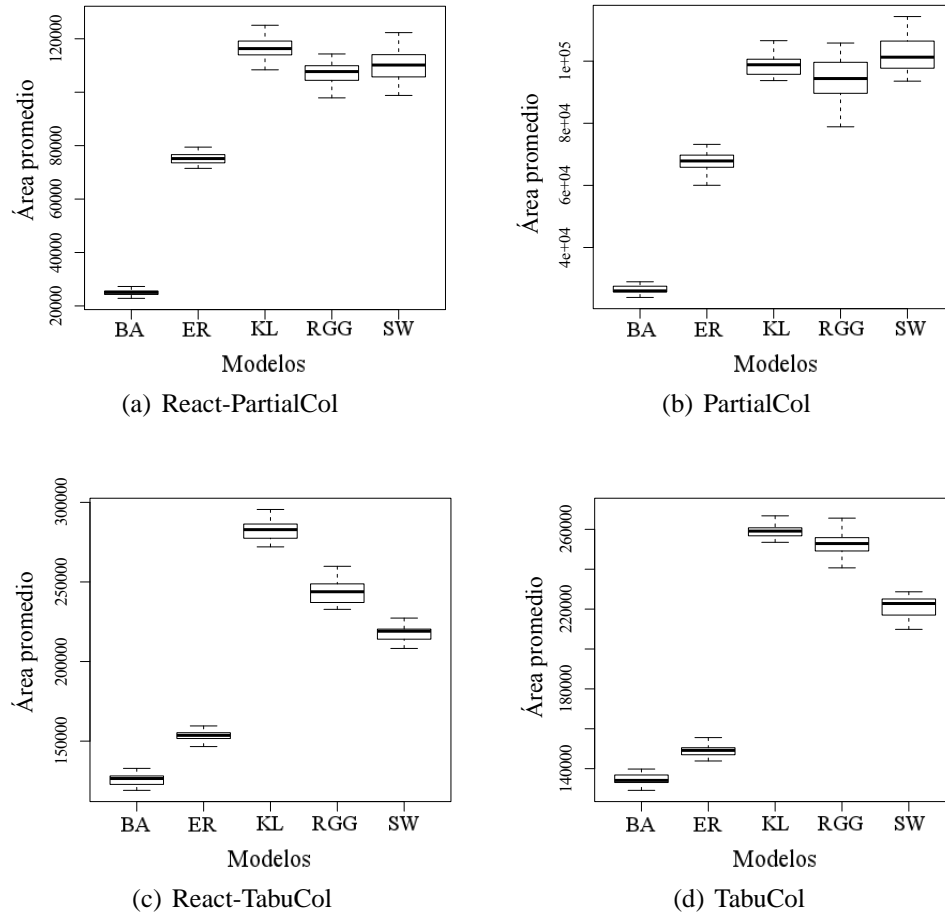 Área promedio
120000
80000
60000
40000
20000
BA ER KL RGG SW
Modelos
(a) React-PartialCol
Área promedio
1e+05
8e+04
6e+04
4e+04
BA ER KL RGG SW
Modelos
(b) PartialCol
Área promedio
300000
250000
200000
150000
BA ER KL RGG SW
Modelos
(c) React-TabuCol
Área promedio
260000
220000
180000
140000
BA ER KL RGG SW
Modelos
(d) TabuCol